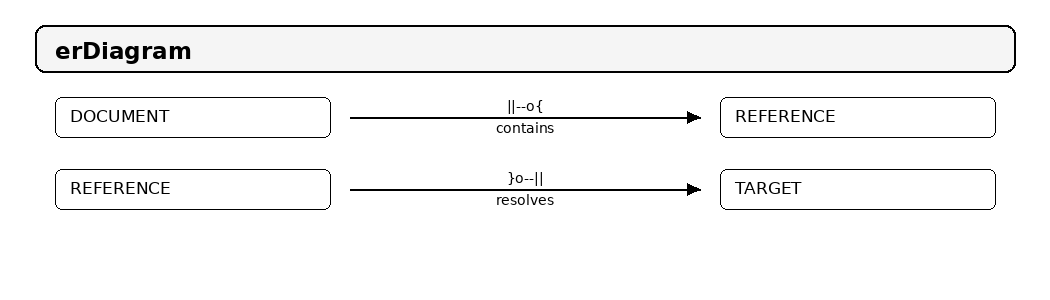 erDiagram
DOCUMENT ||--o{ REFERENCE
contains
REFERENCE }o--|| TARGET
resolves